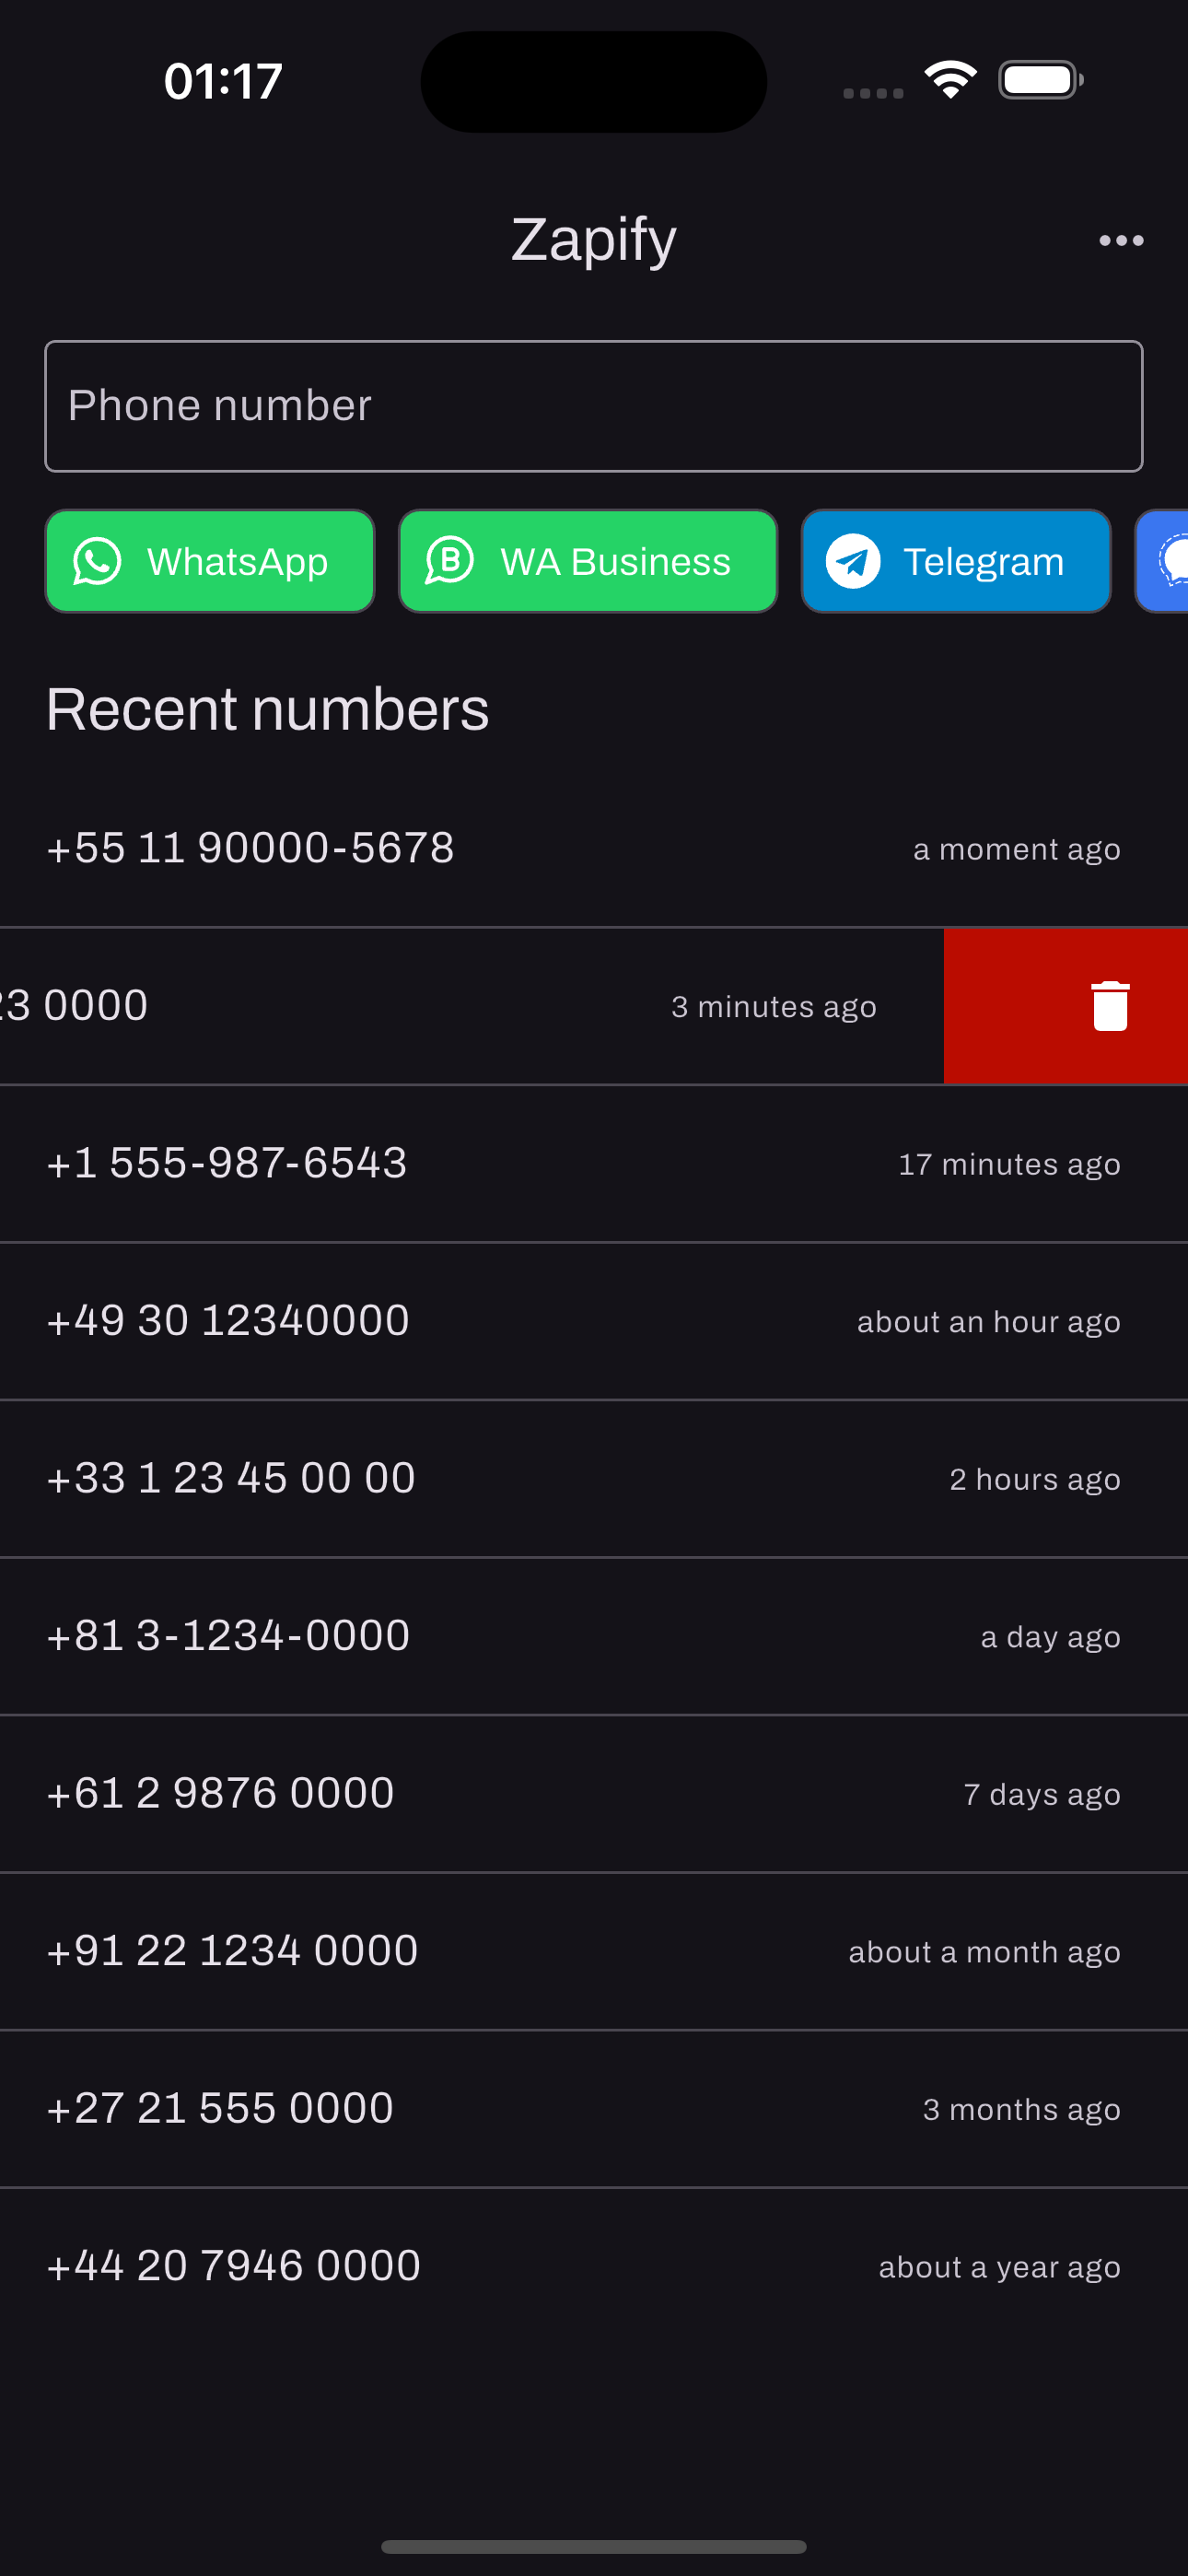 01:17
Zapify
Phone number
WhatsApp
WA Business
Telegram
Recent numbers
+55 11 90000-5678
a moment ago
3 0000
3 minutes ago
+1 555-987-6543
17 minutes ago
+49 30 12340000
about an hour ago
+33 1 23 45 00 00
2 hours ago
+81 3-1234-0000
a day ago
+61 2 9876 0000
7 days ago
+91 22 1234 0000
about a month ago
+27 21 555 0000
3 months ago
+44 20 7946 0000
about a year ago